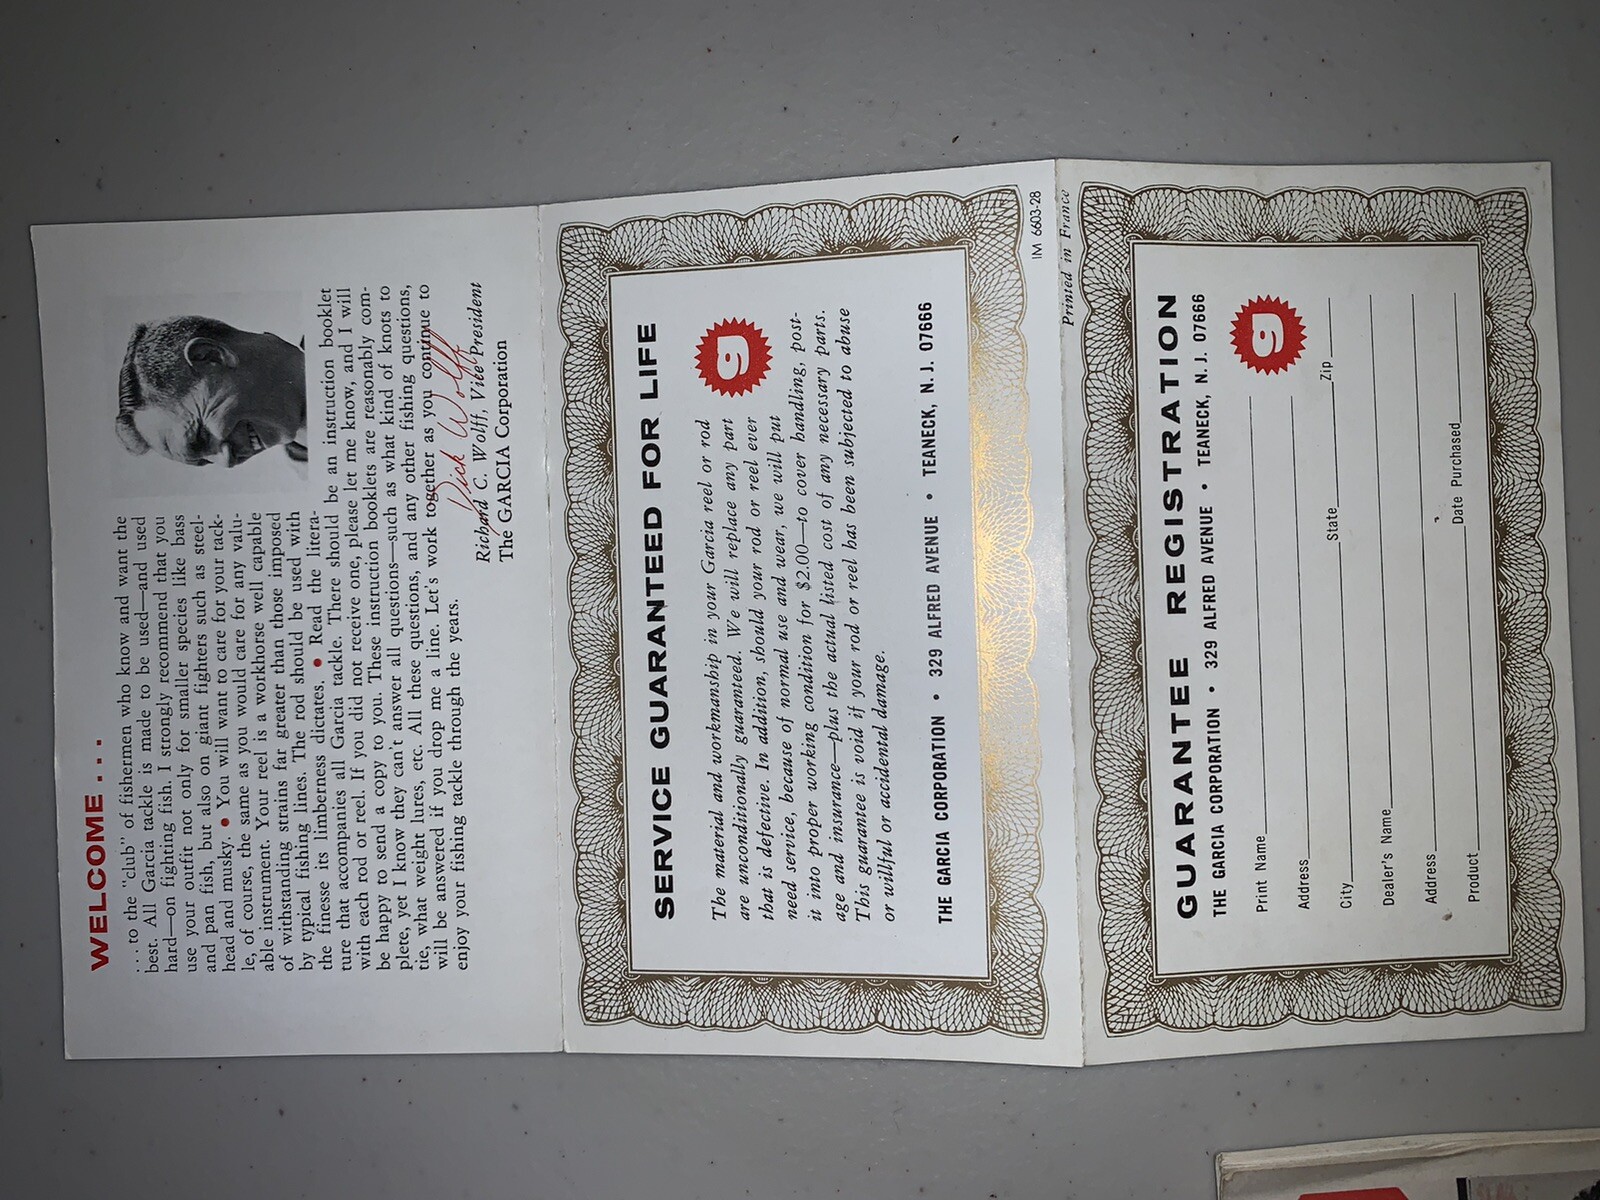 WELCOME...
...to the "club" of fishermen who know and want the
best. All Garcia tackle is made to be used—and used
hard—on fighting fish. I strongly recommend that you
use your outfit not only for smaller species like bass
and pan fish, but also on giant fighters such as steel-
head and musky. • You will want to care for your tack-
le, of course, the same as you would care for any valu-
able instrument. Your reel is a workhorse well capable
of withstanding strains far greater than those imposed
by typical fishing lines. The rod should be used with
the finesse its limberness dictates. • Read the litera-
ture that accompanies all Garcia tackle. There should be an instruction booklet
with each rod or reel. If you did not receive one, please let me know, and I will
be happy to send a copy to you. These instruction booklets are reasonably com-
plete, yet I know they can't answer all questions—such as what kind of knots to
tie, what weight lures, etc. All these questions, and any other fishing questions,
will be answered if you drop me a line. Let's work together as you continue to
enjoy your fishing tackle through the years.
Dick Wolff
Richard C. Wolff, Vice President
The GARCIA Corporation
SERVICE GUARANTEED FOR LIFE
g
The material and workmanship in your Garcia reel or rod
are unconditionally guaranteed. We will replace any part
that is defective. In addition, should your rod or reel ever
need service, because of normal use and wear, we will put
it into proper working condition for $2.00—to cover handling, post-
age and insurance—plus the actual listed cost of any necessary parts.
This guarantee is void if your rod or reel has been subjected to abuse
or willful or accidental damage.
THE GARCIA CORPORATION • 329 ALFRED AVENUE • TEANECK, N. J. 07666
IM 6603-28
Printed in France
GUARANTEE REGISTRATION
THE GARCIA CORPORATION • 329 ALFRED AVENUE • TEANECK, N. J. 07666
g
Print Name
Address
City State Zip
Dealer's Name
Address
Product Date Purchased